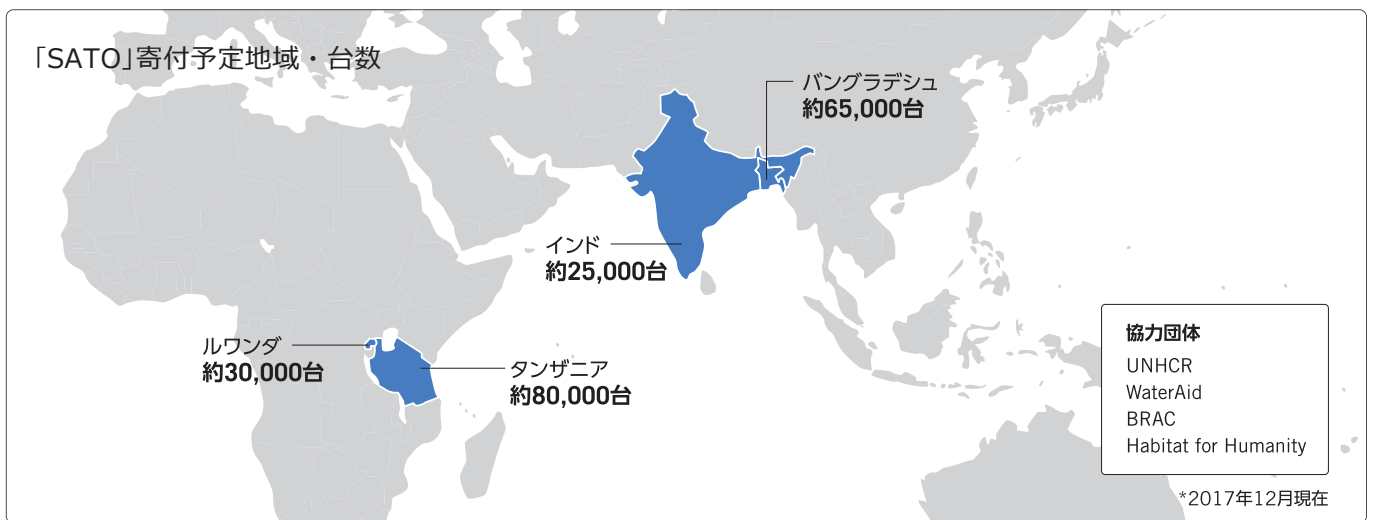 「SATO」寄付予定地域・台数
バングラデシュ
約65,000台
インド
約25,000台
ルワンダ
約30,000台
タンザニア
約80,000台
協力団体
UNHCR
WaterAid
BRAC
Habitat for Humanity
*2017年12月現在